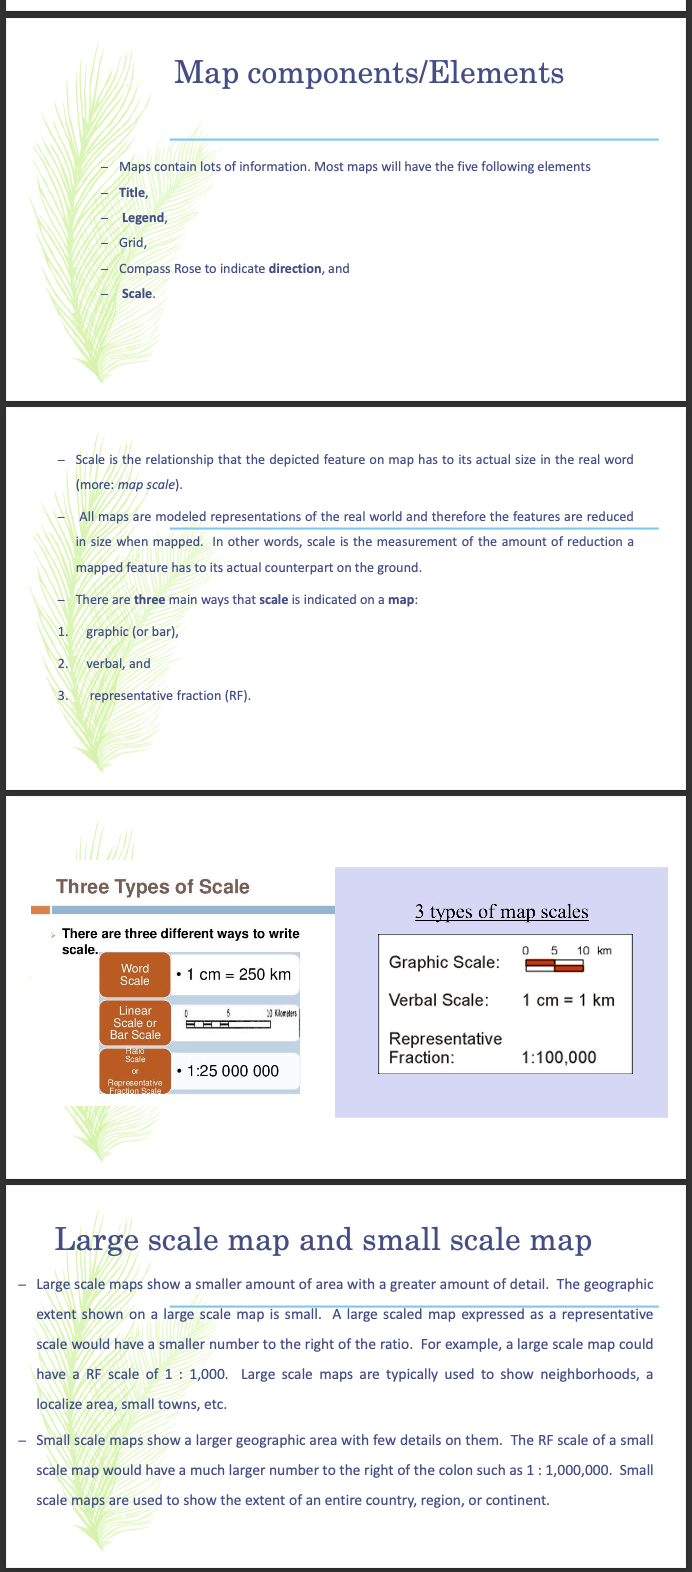 Map components/Elements
– Maps contain lots of information. Most maps will have the five following elements
– Title,
– Legend,
– Grid,
– Compass Rose to indicate direction, and
– Scale.
– Scale is the relationship that the depicted feature on map has to its actual size in the real word
(more: map scale).
– All maps are modeled representations of the real world and therefore the features are reduced
in size when mapped. In other words, scale is the measurement of the amount of reduction a
mapped feature has to its actual counterpart on the ground.
– There are three main ways that scale is indicated on a map:
1. graphic (or bar),
2. verbal, and
3. representative fraction (RF).
Three Types of Scale
There are three different ways to write
scale.
Word
Scale
• 1 cm = 250 km
Linear
Scale or
Bar Scale
0 5 10 Kilometers
Ratio
Scale
or
Representative
Fraction Scale
• 1:25 000 000
3 types of map scales
0 5 10 km
Graphic Scale:
Verbal Scale: 1 cm = 1 km
Representative
Fraction: 1:100,000
Large scale map and small scale map
– Large scale maps show a smaller amount of area with a greater amount of detail. The geographic
extent shown on a large scale map is small. A large scaled map expressed as a representative
scale would have a smaller number to the right of the ratio. For example, a large scale map could
have a RF scale of 1 : 1,000. Large scale maps are typically used to show neighborhoods, a
localize area, small towns, etc.
– Small scale maps show a larger geographic area with few details on them. The RF scale of a small
scale map would have a much larger number to the right of the colon such as 1 : 1,000,000. Small
scale maps are used to show the extent of an entire country, region, or continent.